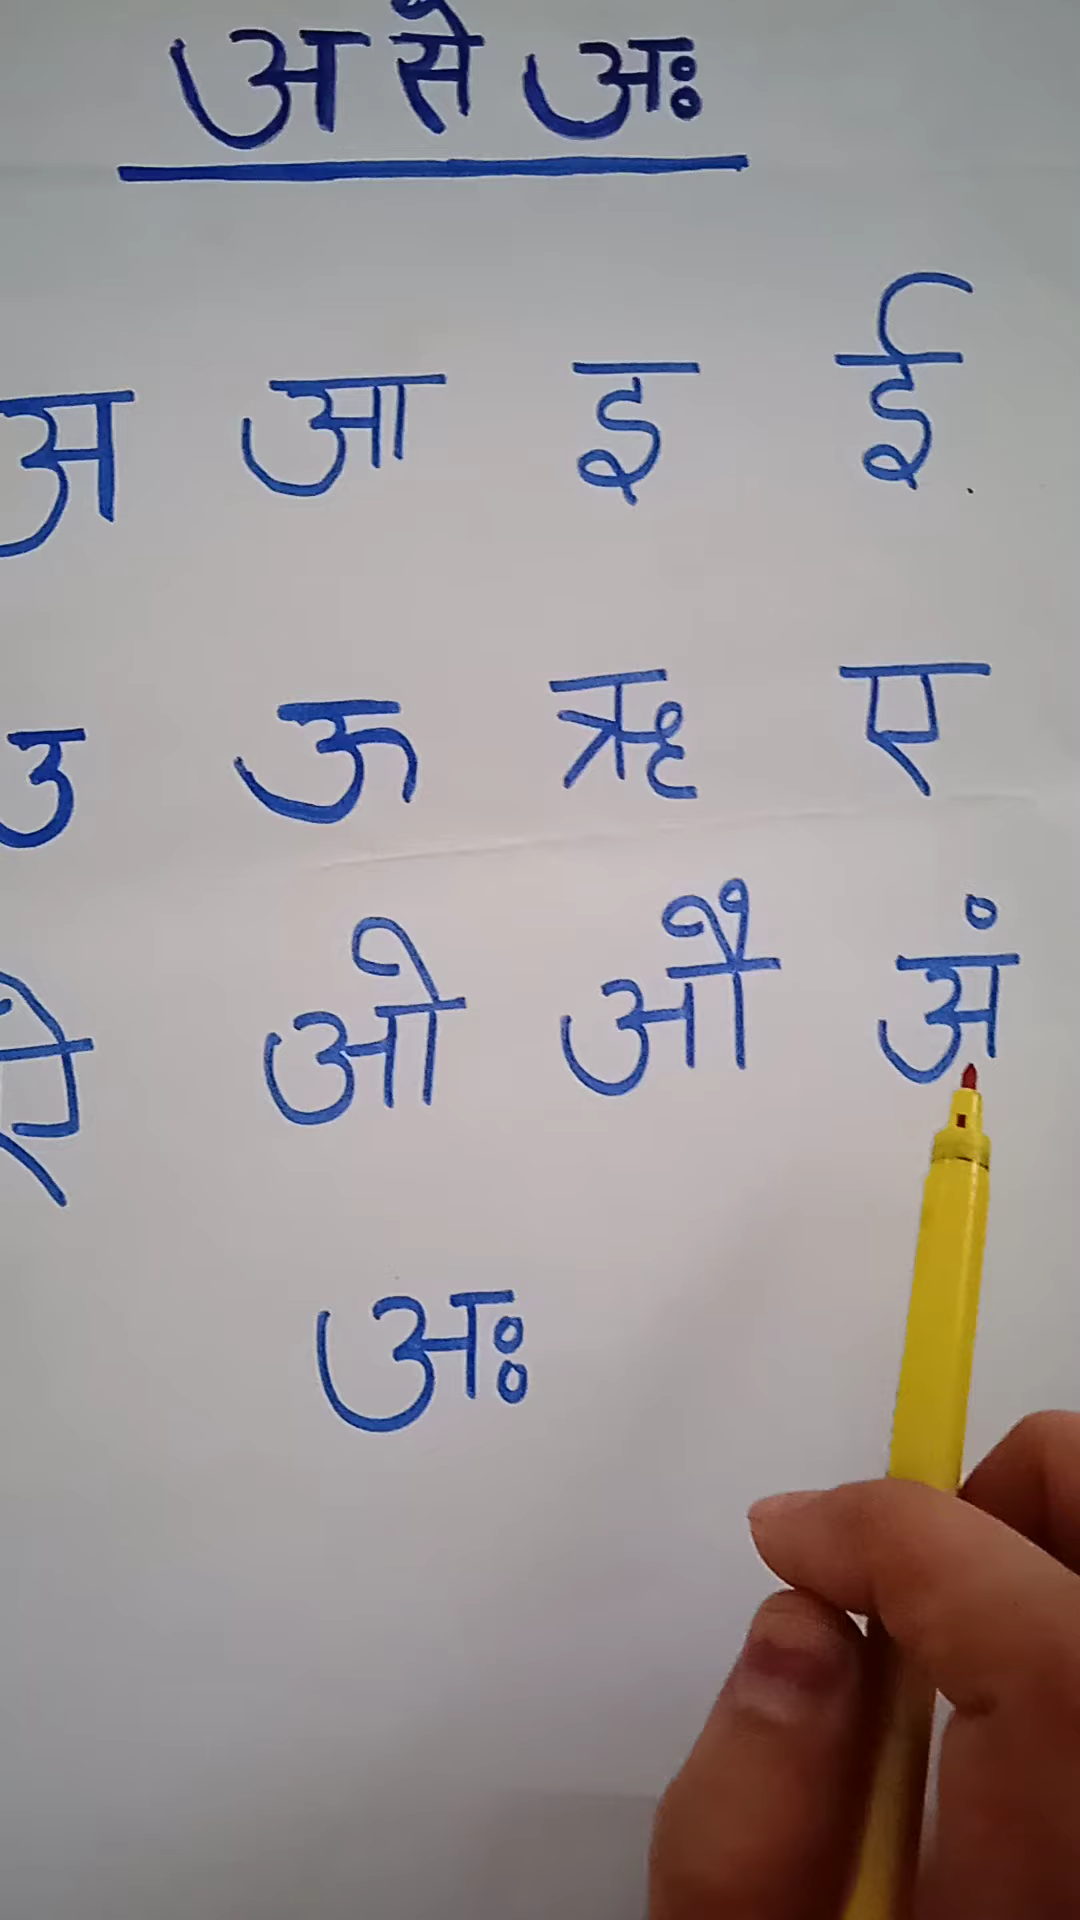 अ से अः
अ आ इ ई
उ ऊ ऋ ए
ऐ ओ औ अं
अः